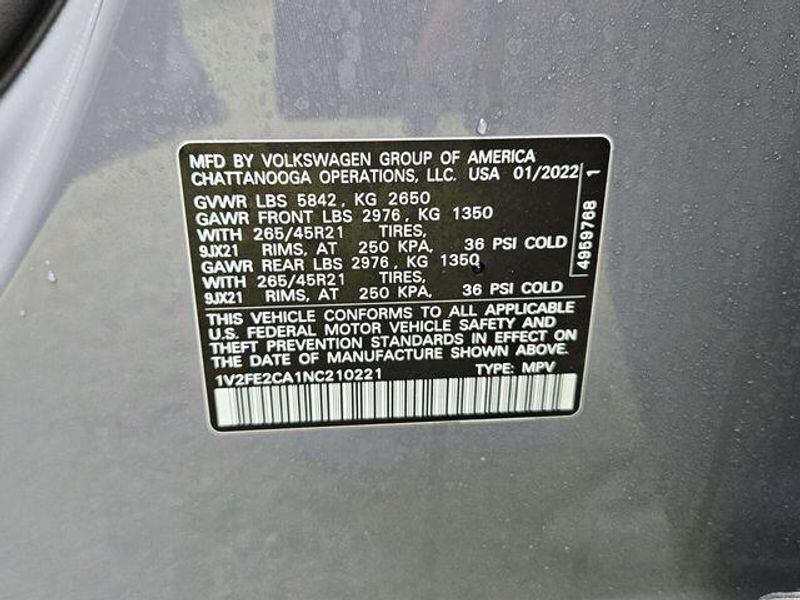 MFD BY VOLKSWAGEN GROUP OF AMERICA
CHATTANOOGA OPERATIONS, LLC. USA 01/2022
GVWR LBS 5842, KG 2650
GAWR FRONT LBS 2976, KG 1350
WITH 265/45R21 TIRES,
9JX21 RIMS, AT 250 KPA, 36 PSI COLD
GAWR REAR LBS 2976, KG 1350
WITH 265/45R21 TIRES,
9JX21 RIMS, AT 250 KPA, 36 PSI COLD
4959768 1
THIS VEHICLE CONFORMS TO ALL APPLICABLE
U.S. FEDERAL MOTOR VEHICLE SAFETY AND
THEFT PREVENTION STANDARDS IN EFFECT ON
THE DATE OF MANUFACTURE SHOWN ABOVE.
1V2FE2CA1NC210221 TYPE: MPV